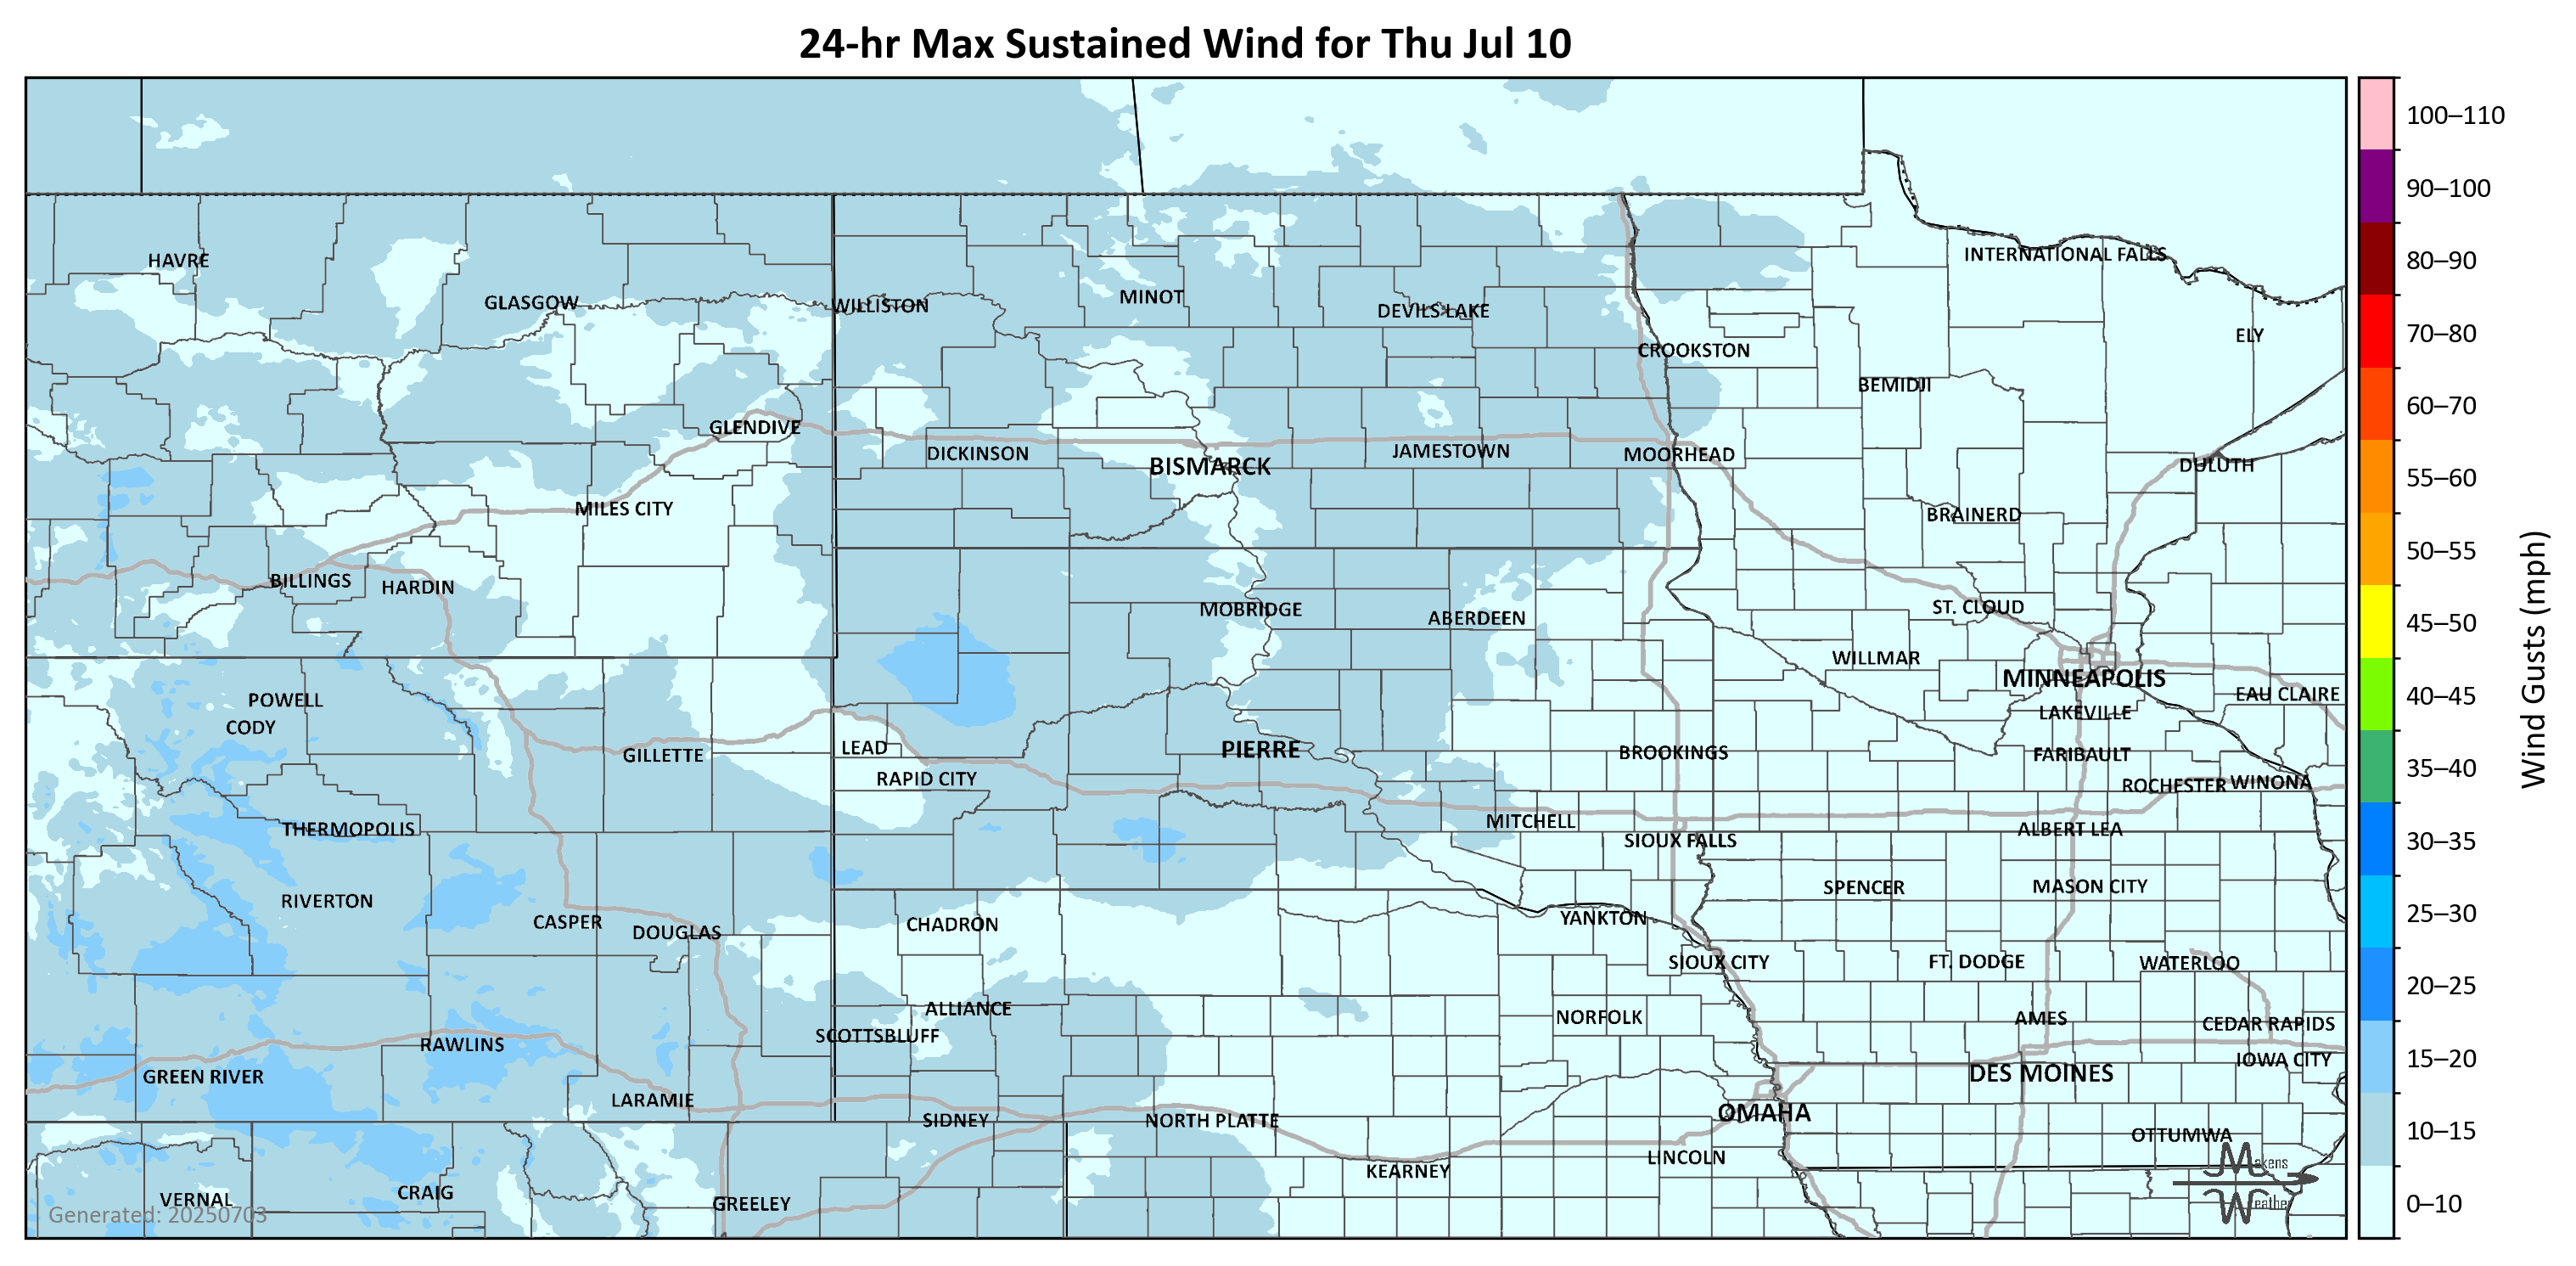 24-hr Max Sustained Wind for Thu Jul 10
100–110
90–100
80–90
70–80
60–70
55–60
50–55
45–50
40–45
35–40
30–35
25–30
20–25
15–20
10–15
0–10
Wind Gusts (mph)
HAVRE
INTERNATIONAL FALLS
GLASGOW
WILLISTON
MINOT
DEVILS LAKE
ELY
CROOKSTON
BEMIDJI
GLENDIVE
DICKINSON
BISMARCK
JAMESTOWN
MOORHEAD
DULUTH
MILES CITY
BRAINERD
BILLINGS
HARDIN
MOBRIDGE
ABERDEEN
ST. CLOUD
WILLMAR
MINNEAPOLIS
POWELL
EAU CLAIRE
CODY
LAKEVILLE
GILLETTE
LEAD
PIERRE
BROOKINGS
FARIBAULT
RAPID CITY
ROCHESTER
WINONA
THERMOPOLIS
MITCHELL
SIOUX FALLS
ALBERT LEA
RIVERTON
SPENCER
MASON CITY
CASPER
DOUGLAS
CHADRON
YANKTON
SIOUX CITY
FT. DODGE
WATERLOO
ALLIANCE
NORFOLK
AMES
CEDAR RAPIDS
RAWLINS
SCOTTSBLUFF
IOWA CITY
GREEN RIVER
DES MOINES
LARAMIE
SIDNEY
NORTH PLATTE
OMAHA
OTTUMWA
KEARNEY
LINCOLN
VERNAL
CRAIG
GREELEY
Makens
Weather
Generated: 20250703